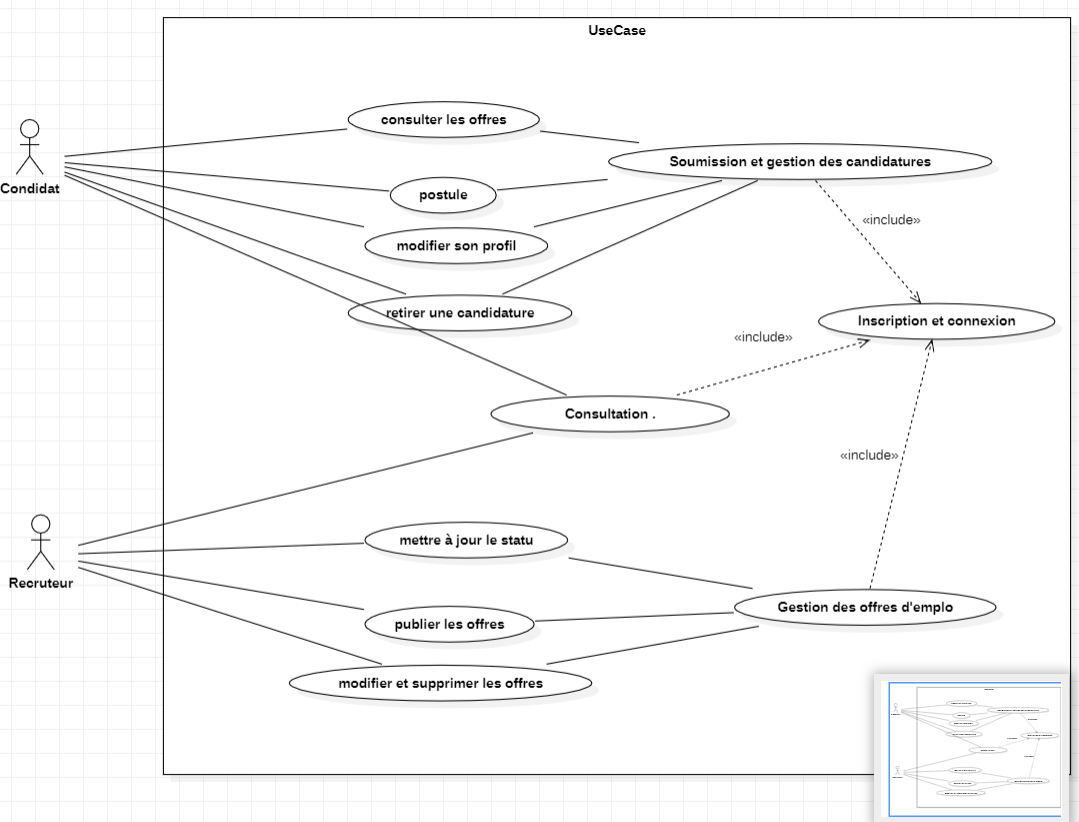 UseCase
consulter les offres
Soumission et gestion des candidatures
Condidat
postule
«include»
modifier son profil
retirer une candidature
Inscription et connexion
«include»
Consultation .
«include»
mettre à jour le statu
Recruteur
Gestion des offres d'emplo
publier les offres
modifier et supprimer les offres